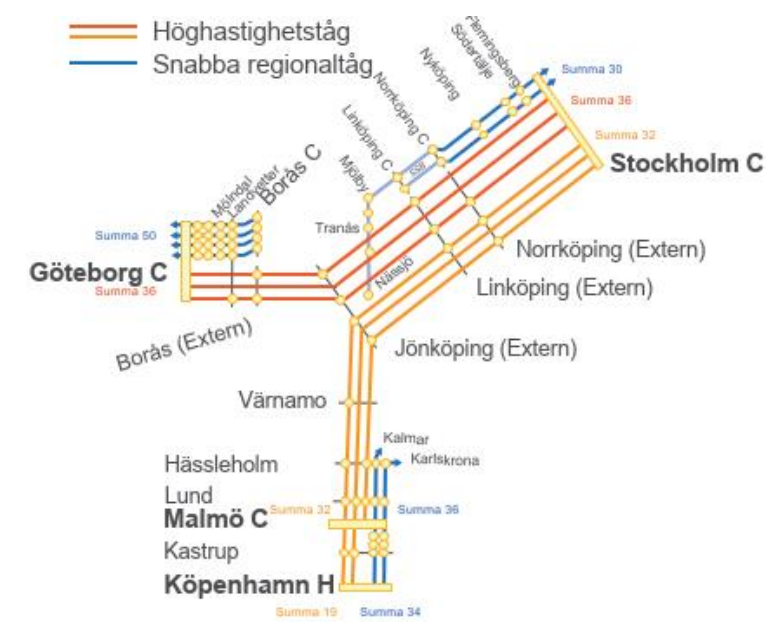 Höghastighetståg
Snabba regionaltåg
Flemingsberg
Södertälje
Nyköping
Norrköping C
Linköping C
Mjölby
SSB
Summa 30
Summa 36
Summa 32
Stockholm C
Mölndal
Landvetter
Borås C
Tranås
Nässjö
Summa 50
Göteborg C
Summa 36
Borås (Extern)
Norrköping (Extern)
Linköping (Extern)
Jönköping (Extern)
Värnamo
Kalmar
Karlskrona
Hässleholm
Lund
Malmö C
Summa 32
Summa 36
Kastrup
Köpenhamn H
Summa 19
Summa 34